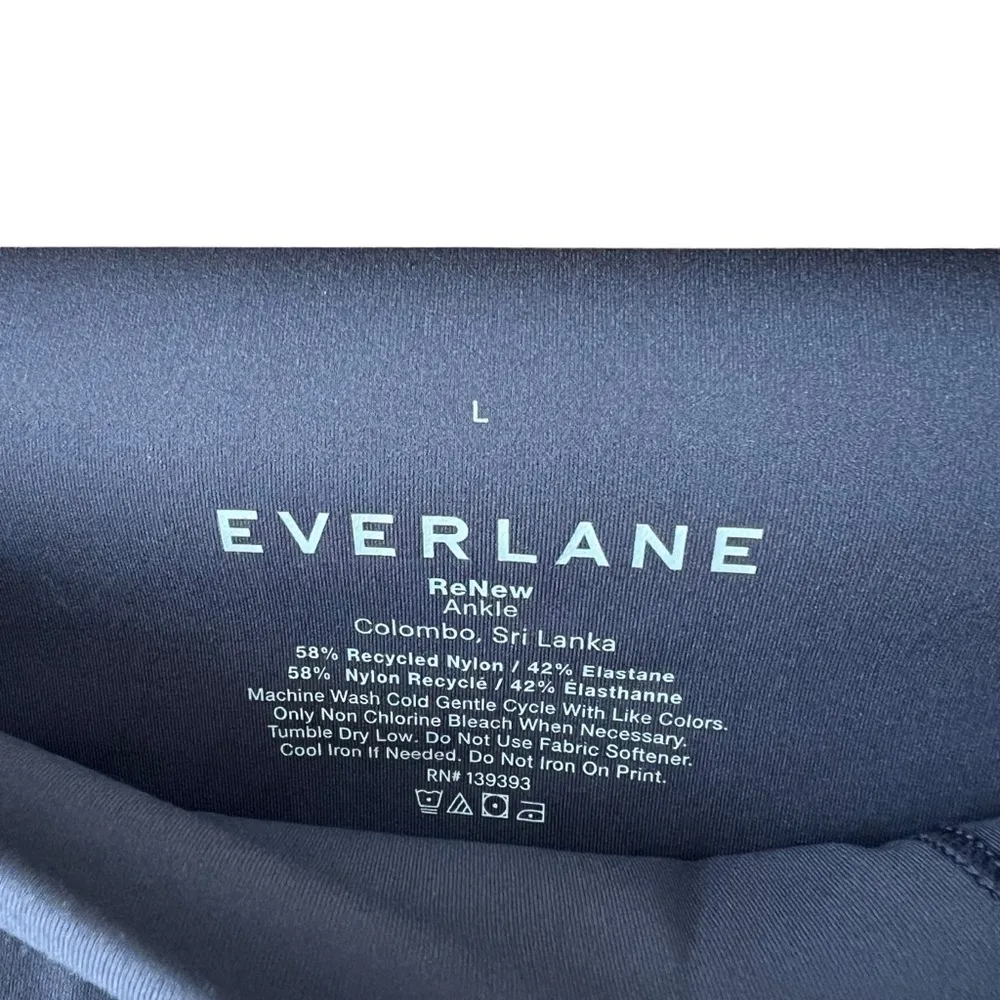 L
EVERLANE
ReNew
Ankle
Colombo, Sri Lanka
58% Recycled Nylon / 42% Elastane
58% Nylon Recyclé / 42% Élasthanne
Machine Wash Cold Gentle Cycle With Like Colors.
Only Non Chlorine Bleach When Necessary.
Tumble Dry Low. Do Not Use Fabric Softener.
Cool Iron If Needed. Do Not Iron On Print.
RN# 139393